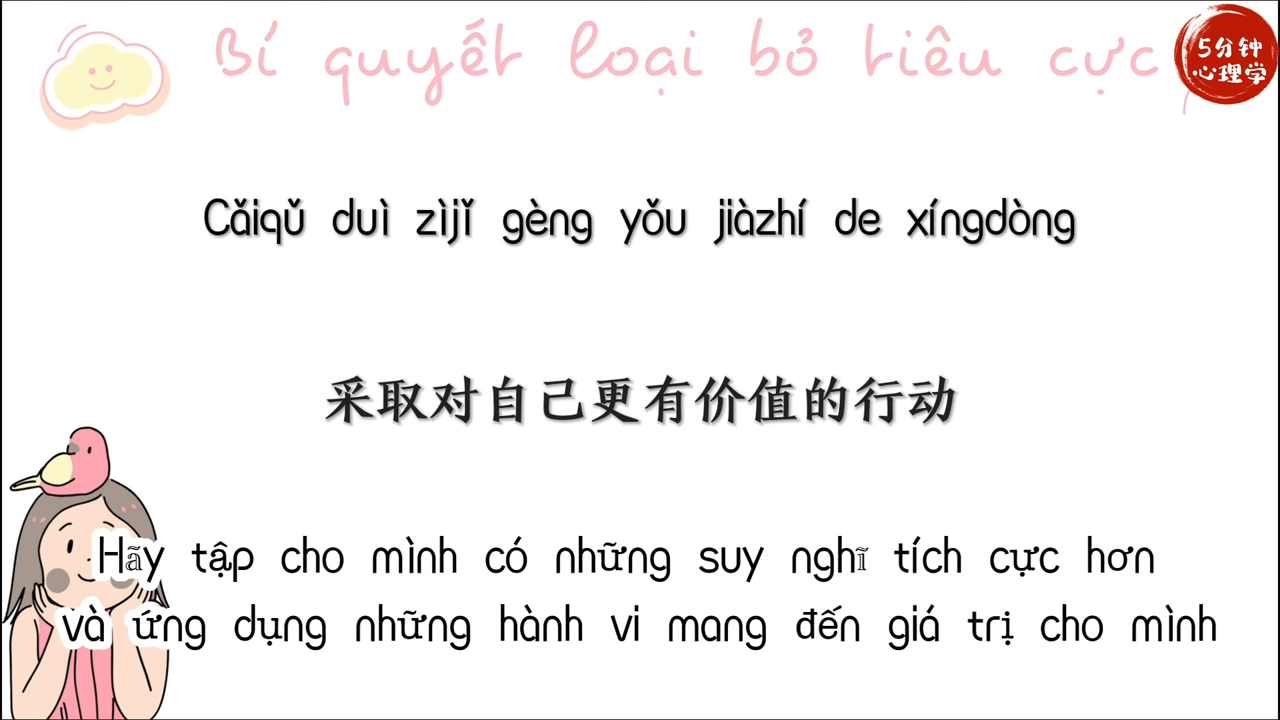 Bí quyết loại bỏ tiêu cực
5分钟
心理学
Cǎiqǔ duì zìjǐ gèng yǒu jiàzhí de xíngdòng
采取对自己更有价值的行动
Hãy tập cho mình có những suy nghĩ tích cực hơn
và ứng dụng những hành vi mang đến giá trị cho mình